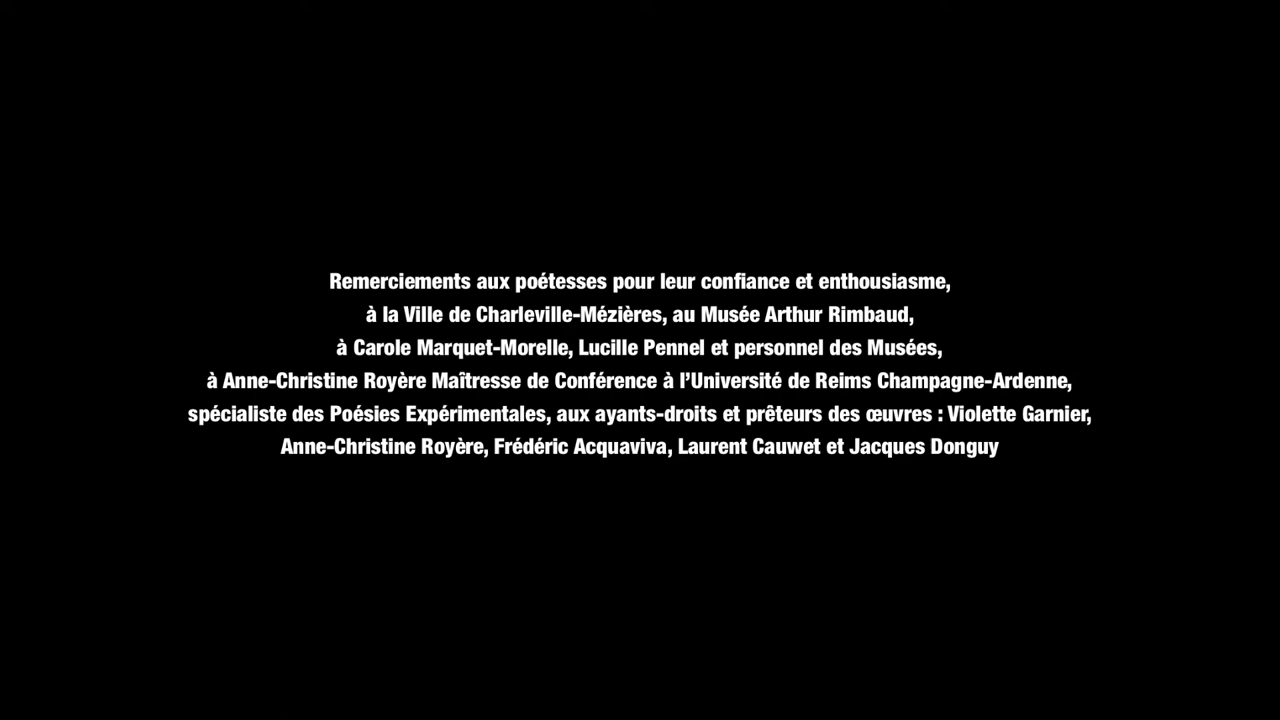 Remerciements aux poétesses pour leur confiance et enthousiasme,
à la Ville de Charleville-Mézières, au Musée Arthur Rimbaud,
à Carole Marquet-Morelle, Lucille Pennel et personnel des Musées,
à Anne-Christine Royère Maîtresse de Conférence à l’Université de Reims Champagne-Ardenne,
spécialiste des Poésies Expérimentales, aux ayants-droits et prêteurs des œuvres : Violette Garnier,
Anne-Christine Royère, Frédéric Acquaviva, Laurent Cauwet et Jacques Donguy